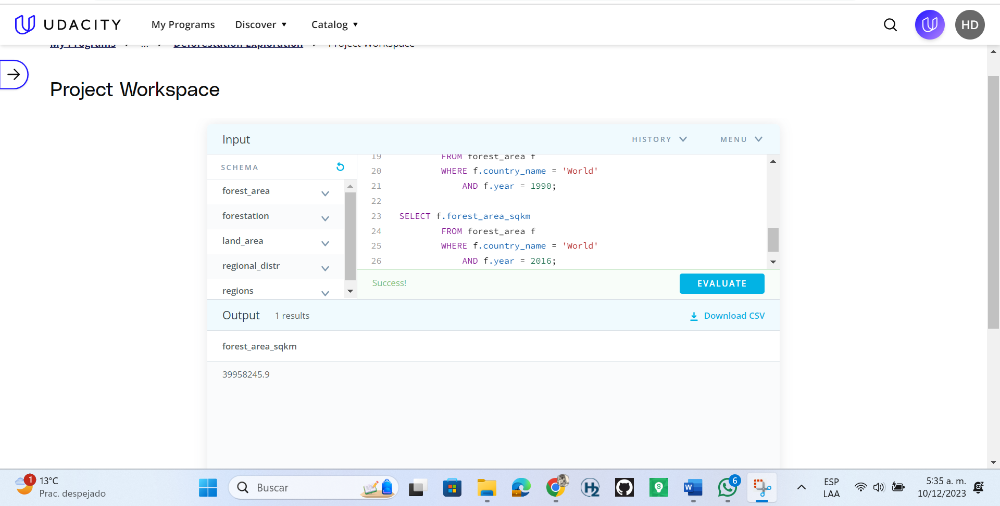 UDACITY My Programs Discover ▼ Catalog ▼ HD
My Programs > ... > Deforestation Exploration > Project Workspace
Project Workspace
Input HISTORY MENU
SCHEMA
forest_area
forestation
land_area
regional_distr
regions
19 FROM forest_area f
20 WHERE f.country_name = 'World'
21 AND f.year = 1990;
22
23 SELECT f.forest_area_sqkm
24 FROM forest_area f
25 WHERE f.country_name = 'World'
26 AND f.year = 2016;
Success! EVALUATE
Output 1 results Download CSV
forest_area_sqkm
39958245.9
1 13°C
Prac. despejado
Buscar
H2
S
W
6
ESP
LAA
5:35 a. m.
10/12/2023